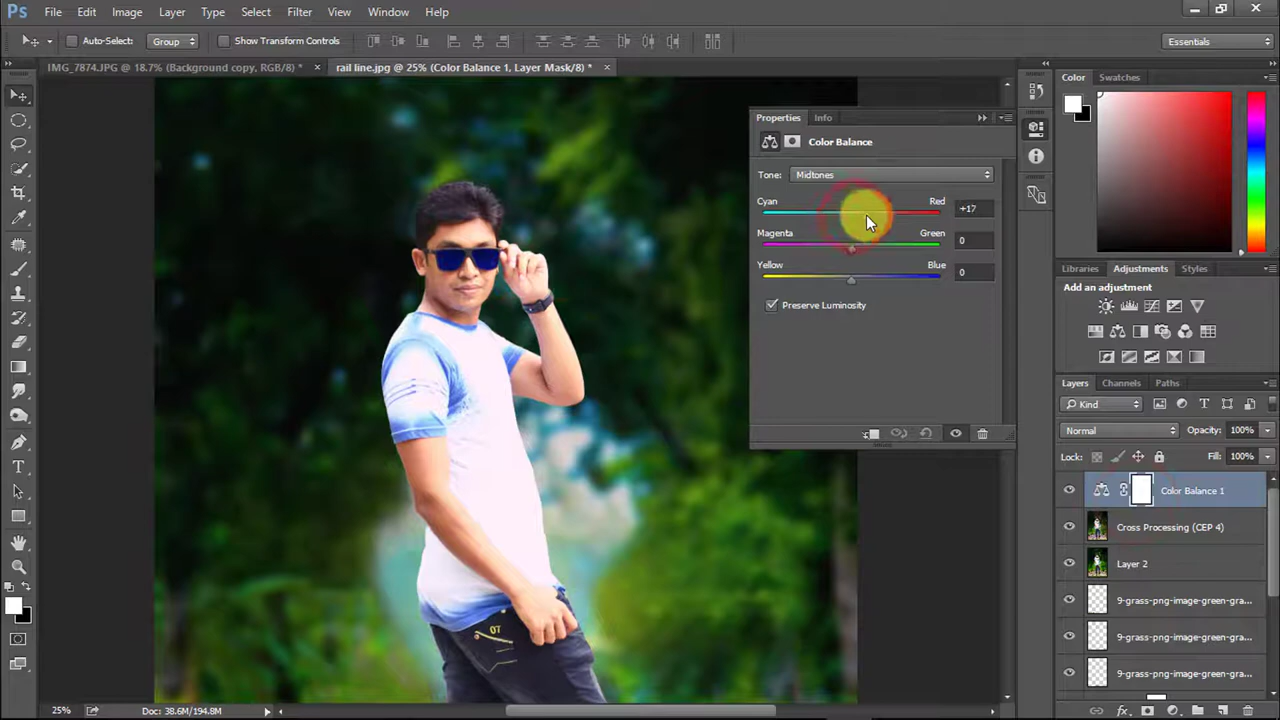 Ps File Edit Image Layer Type Select Filter 3D View Window Help
Auto-Select: Group Show Transform Controls Essentials
IMG_7874.JPG @ 18.7% (Background copy, RGB/8) * × rail line.jpg @ 25% (Color Balance 1, Layer Mask/8) * ×
Color Swatches
Properties Info
Color Balance
Tone: Midtones
Cyan Red +17
Magenta Green 0
Yellow Blue 0
Preserve Luminosity
Libraries Adjustments Styles
Add an adjustment
Layers Channels Paths
Kind
Normal Opacity: 100%
Lock: Fill: 100%
Color Balance 1
Cross Processing (CEP 4)
Layer 2
9-grass-png-image-green-gra...
9-grass-png-image-green-gra...
9-grass-png-image-green-gra...
07
25% Doc: 38.6M/194.8M